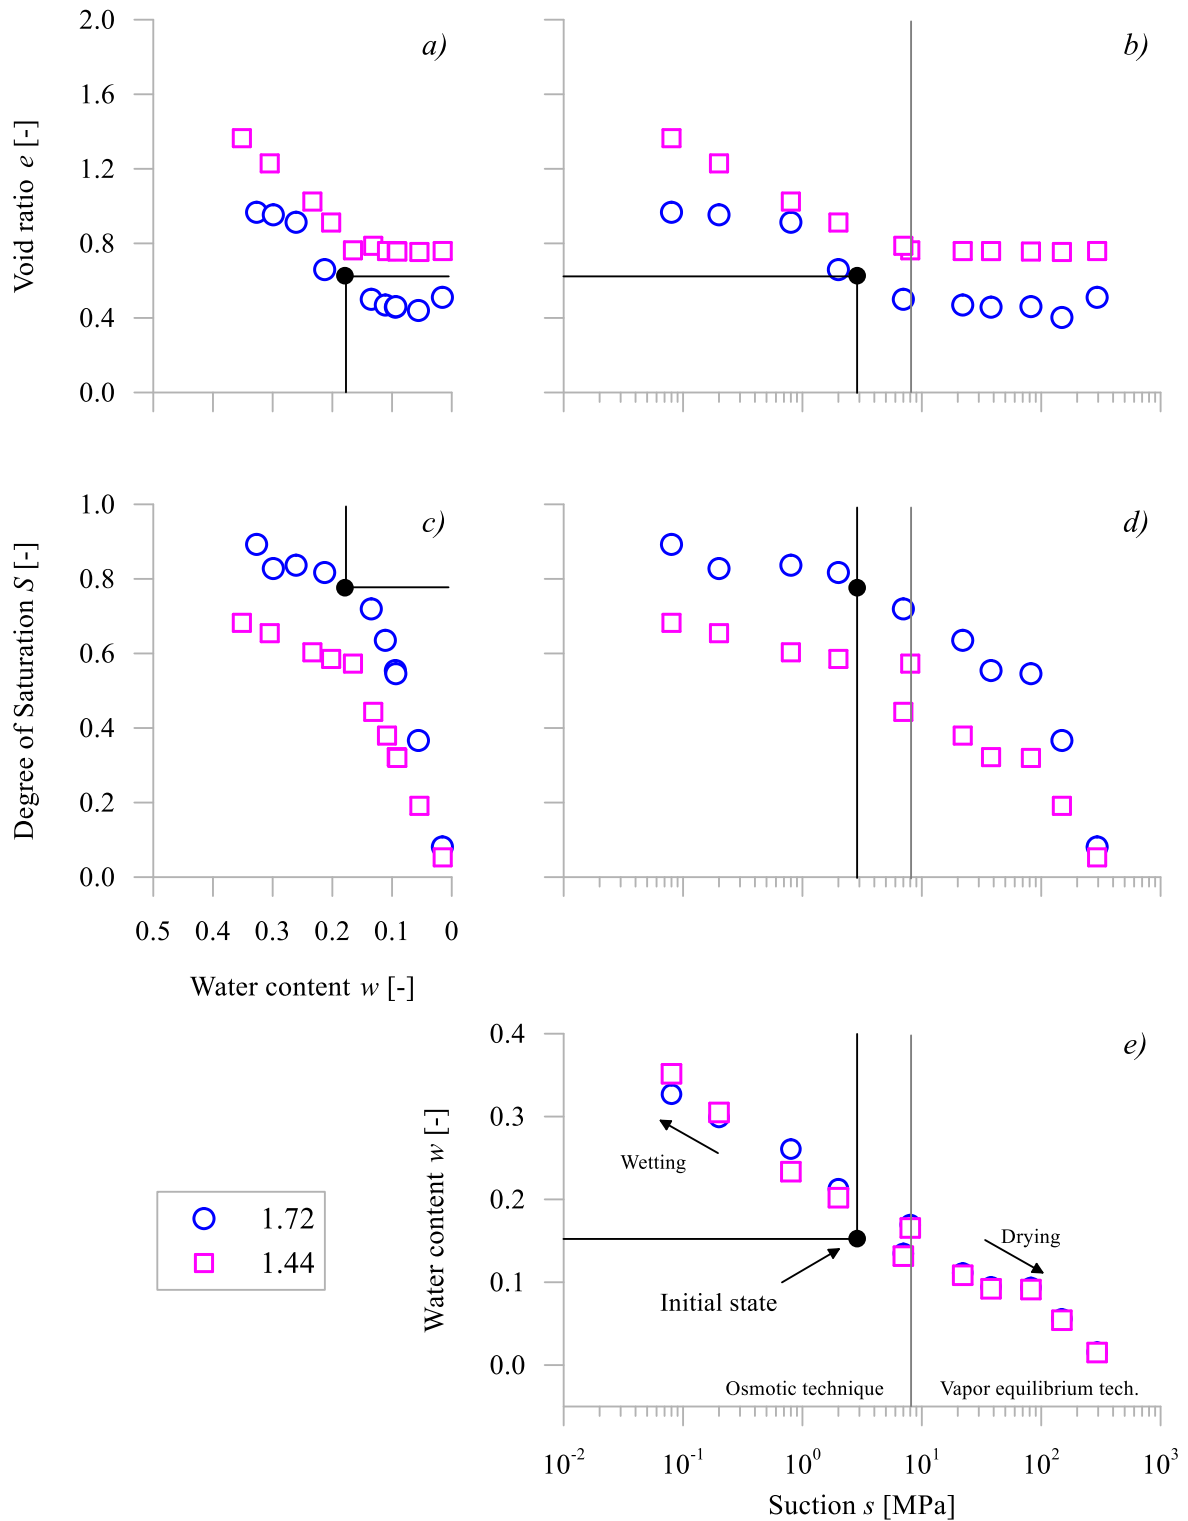 2.0
a)
b)
1.6
1.2
0.8
0.4
0.0
Void ratio e [-]
1.0
c)
d)
0.8
0.6
0.4
0.2
0.0
Degree of Saturation S [-]
0.5 0.4 0.3 0.2 0.1 0
Water content w [-]
0.4
e)
0.3
0.2
0.1
0.0
Water content w [-]
Wetting
Drying
Initial state
Osmotic technique
Vapor equilibrium tech.
1.72
1.44
10-2 10-1 100 101 102 103
Suction s [MPa]